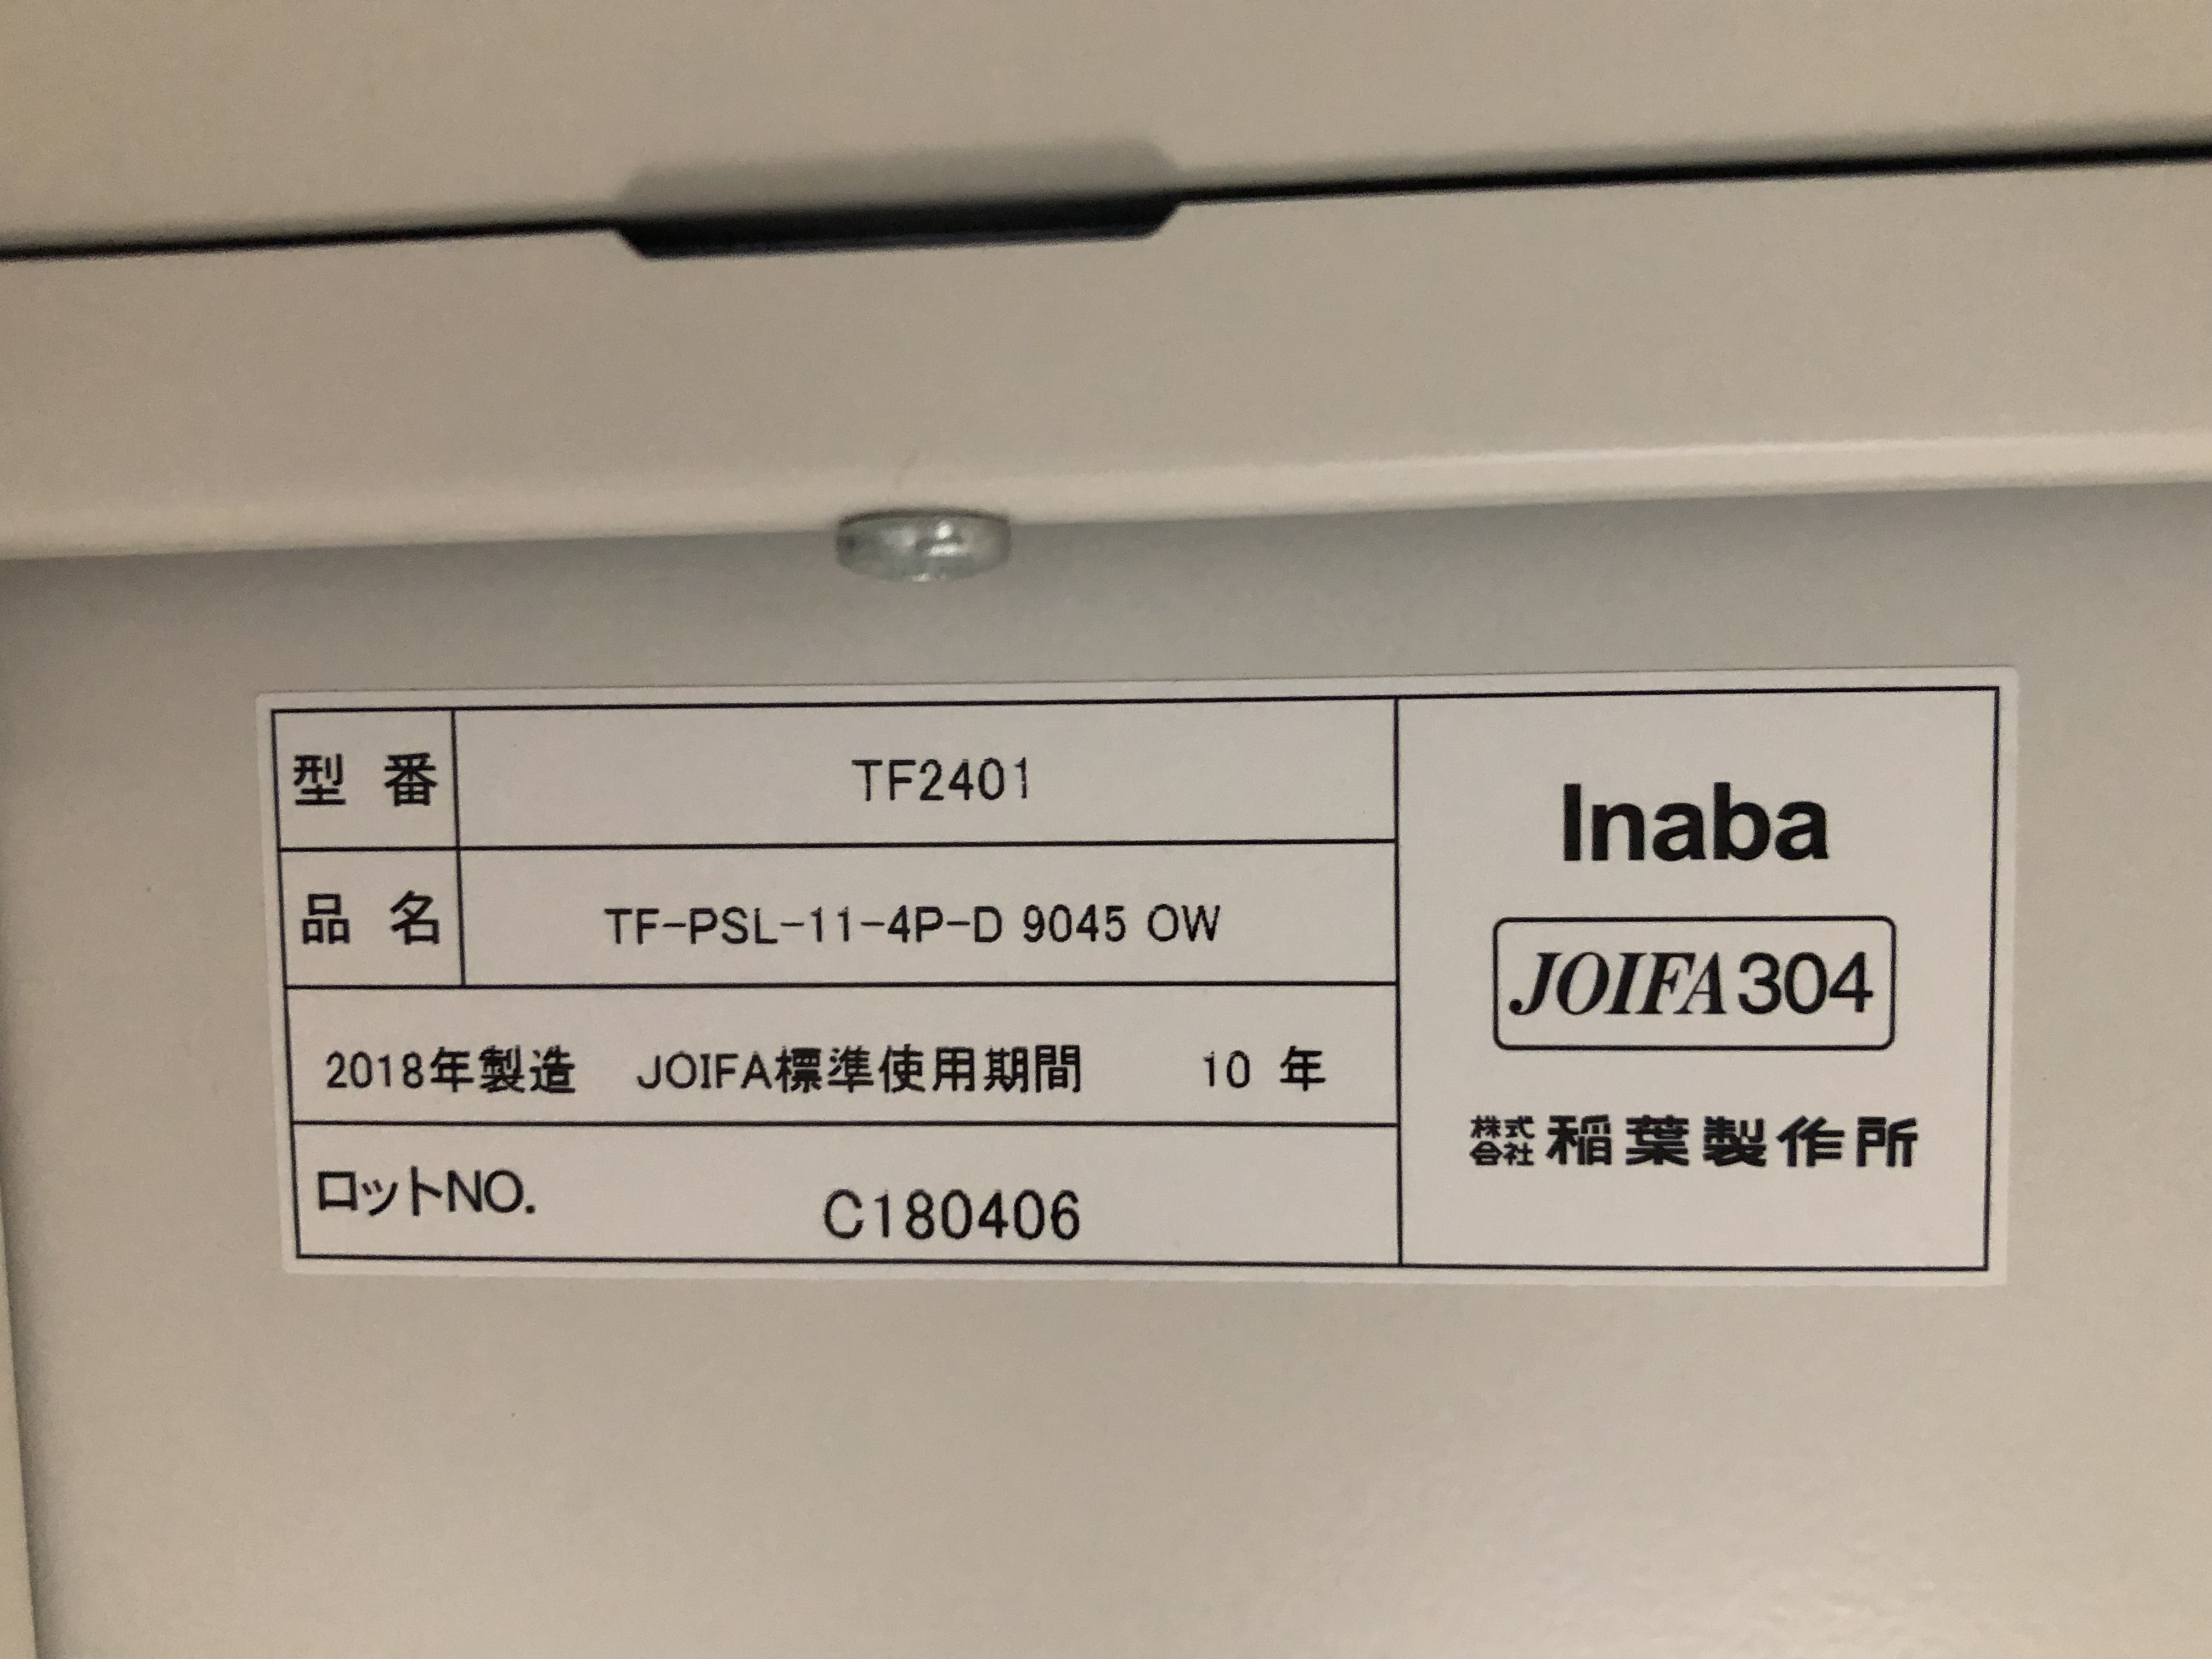 型番 TF2401
品名 TF-PSL-11-4P-D 9045 OW
2018年製造 JOIFA標準使用期間 10 年
ロットNO. C180406
Inaba
JOIFA304
株式会社 稲葉製作所